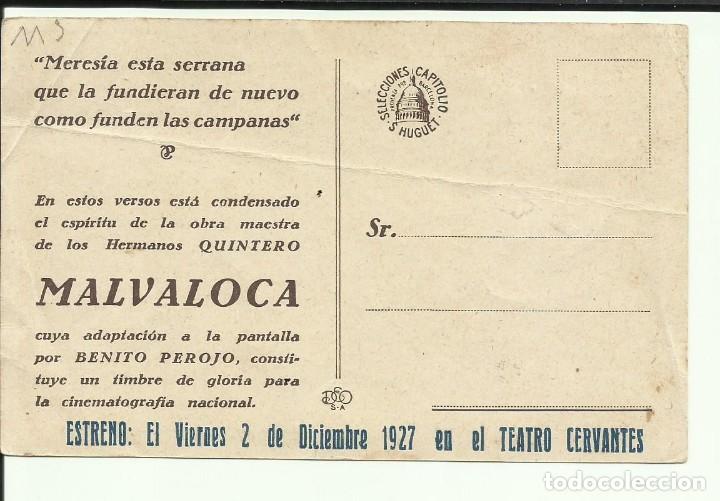 113
"Meresía esta serrana
que la fundieran de nuevo
como funden las campanas"
En estos versos está condensado
el espíritu de la obra maestra
de los Hermanos QUINTERO
MALVALOCA
cuya adaptación a la pantalla
por BENITO PEROJO, consti-
tuye un timbre de gloria para
la cinematografía nacional.
SELECCIONES CAPITOLIO
S. HUGUET
Sr.
S-A
ESTRENO: El Viernes 2 de Diciembre 1927 en el TEATRO CERVANTES
todocoleccion